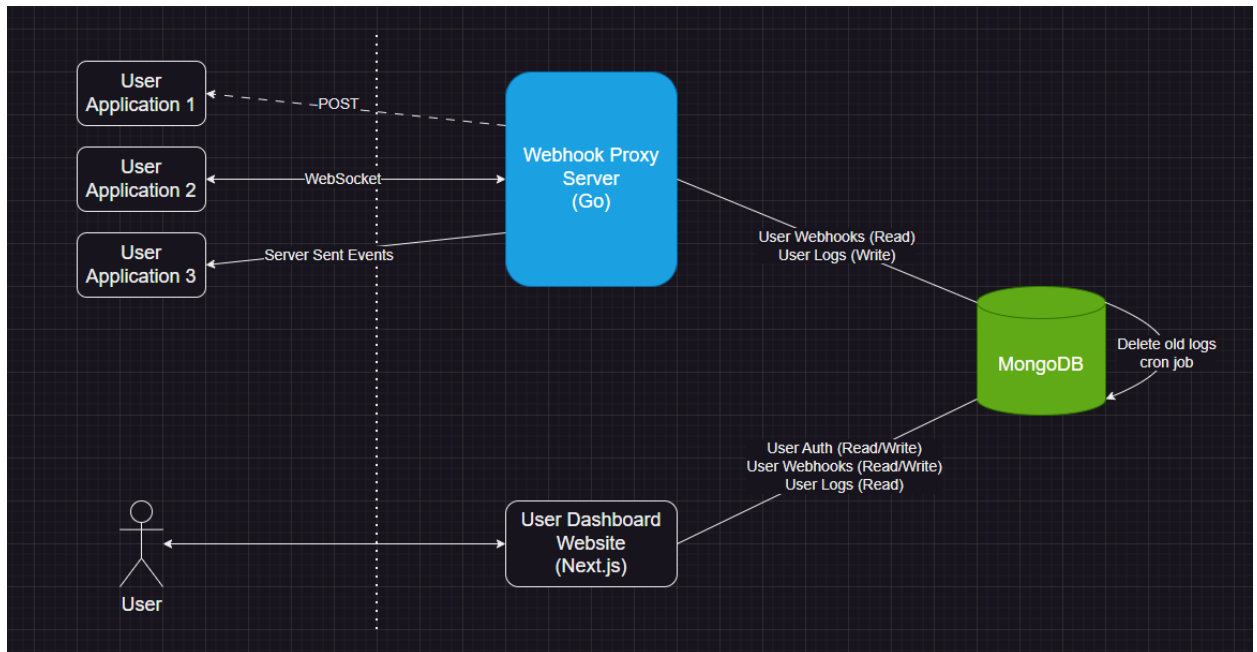 User
Application 1
POST
User
Application 2
WebSocket
User
Application 3
Server Sent Events
Webhook Proxy
Server
(Go)
User Webhooks (Read)
User Logs (Write)
MongoDB
Delete old logs
cron job
User Auth (Read/Write)
User Webhooks (Read/Write)
User Logs (Read)
User Dashboard
Website
(Next.js)
User